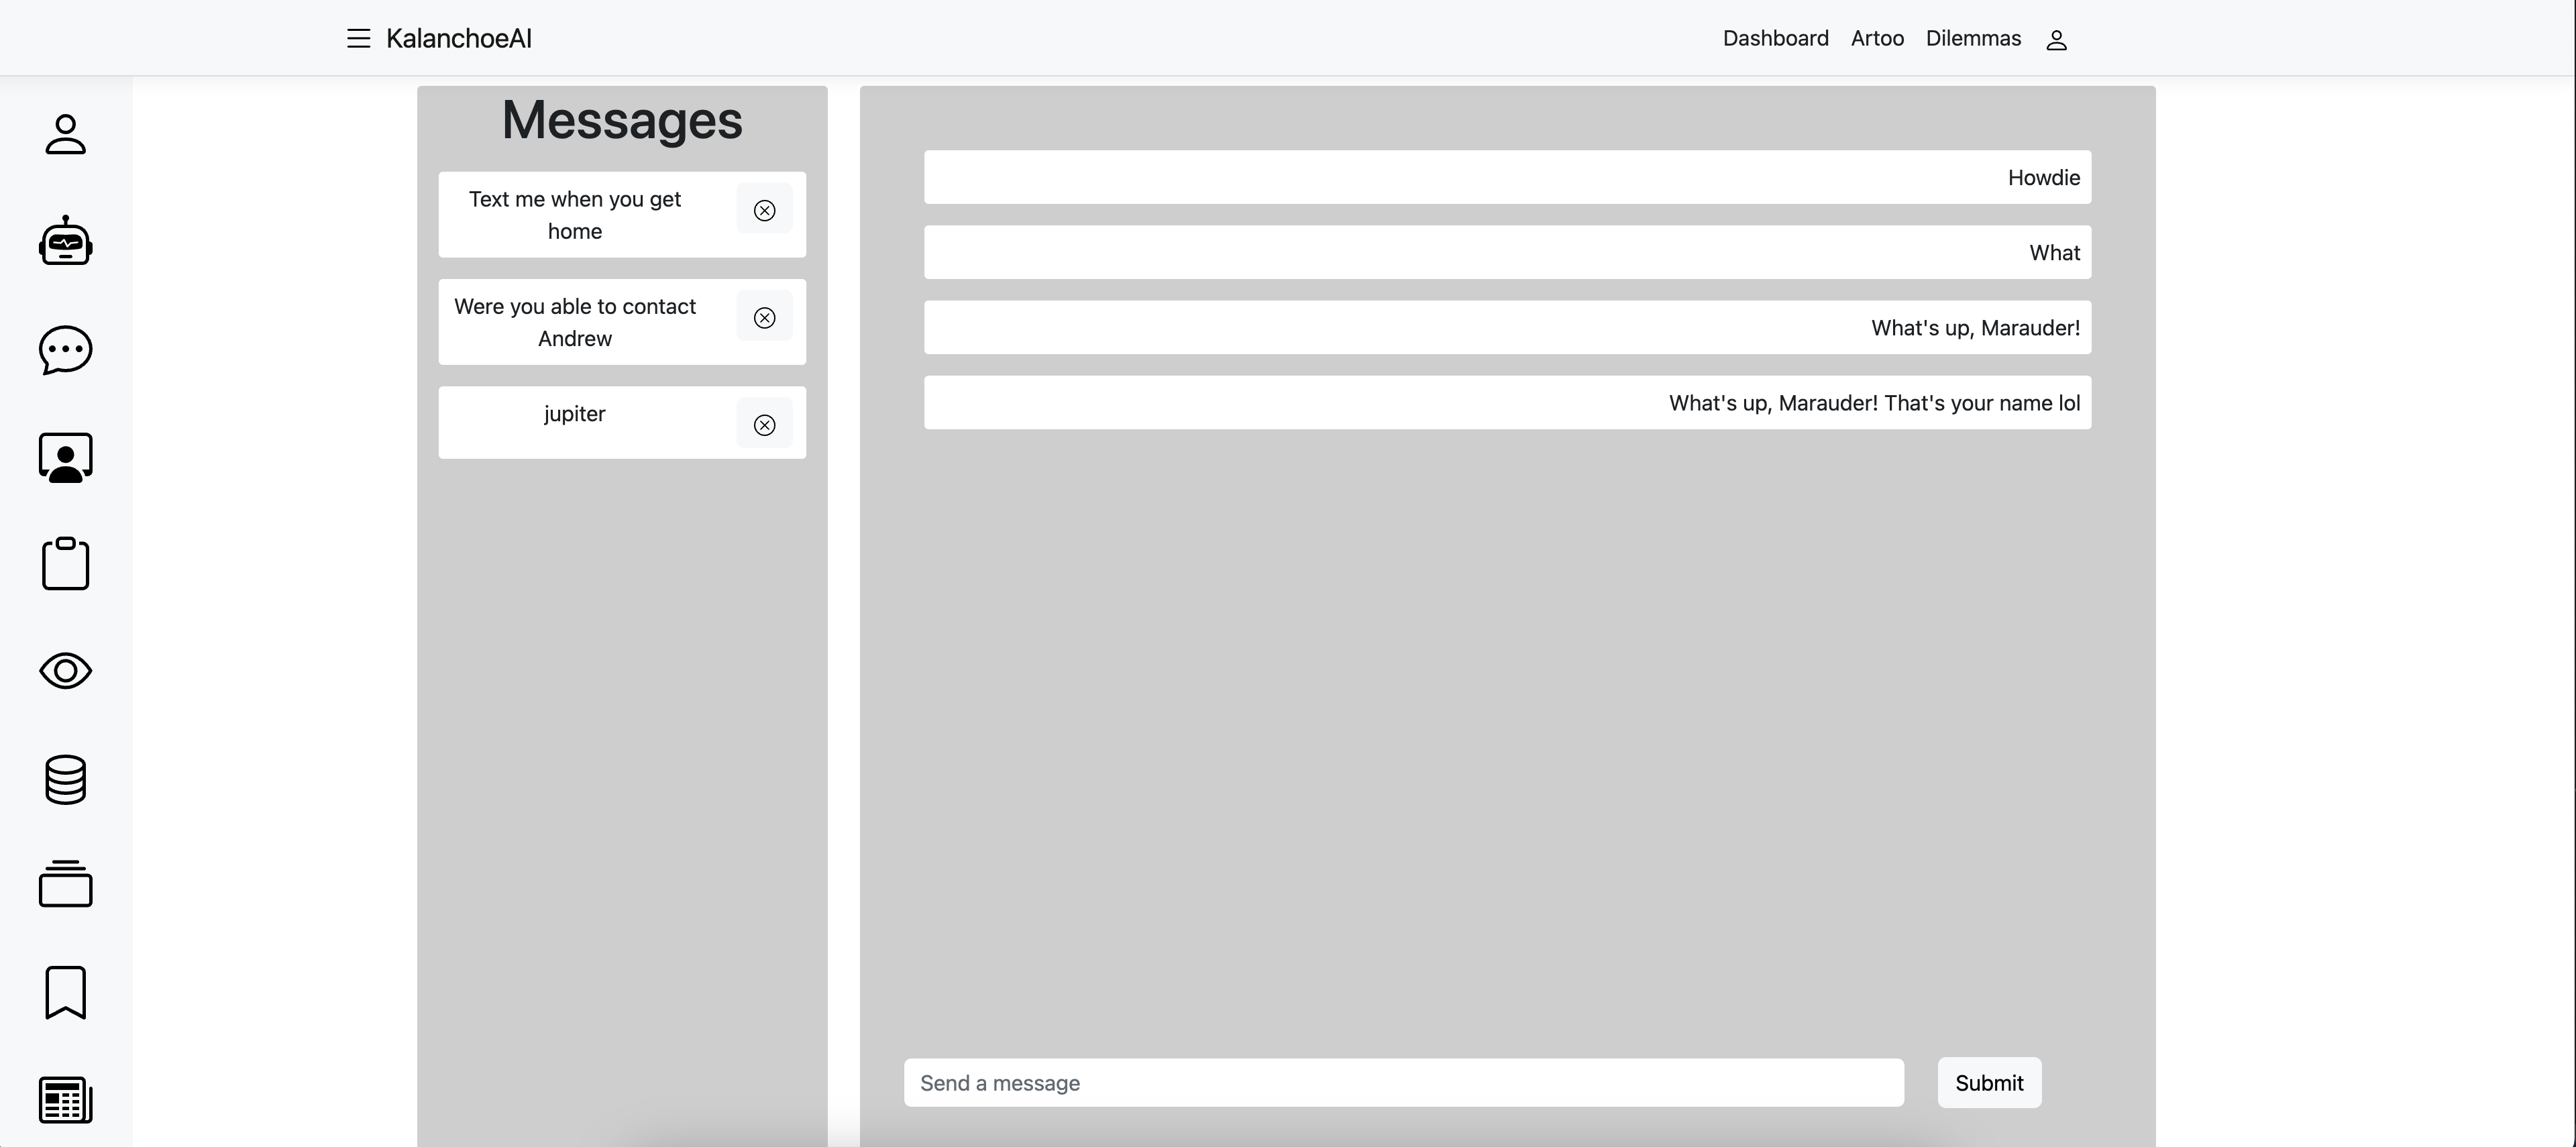 KalanchoeAI
Dashboard Artoo Dilemmas
Messages
Text me when you get
home
Were you able to contact
Andrew
jupiter
Howdie
What
What's up, Marauder!
What's up, Marauder! That's your name lol
Send a message
Submit